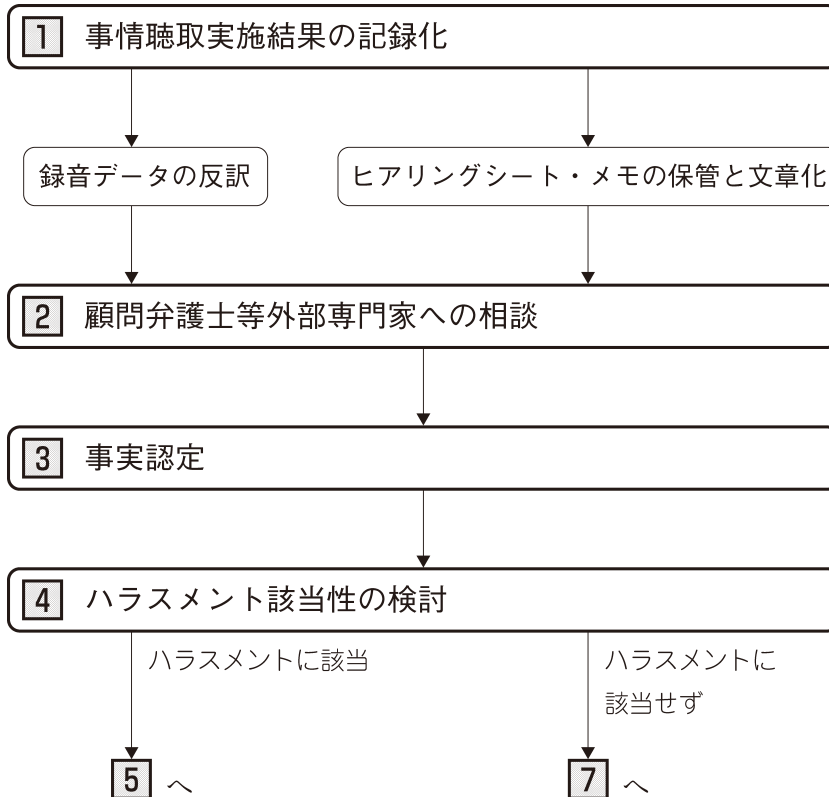 1 事情聴取実施結果の記録化
録音データの反訳
ヒアリングシート・メモの保管と文章化
2 顧問弁護士等外部専門家への相談
3 事実認定
4 ハラスメント該当性の検討
ハラスメントに該当
ハラスメントに
該当せず
5 へ
7 へ